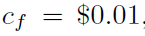 c_f = $0.01,